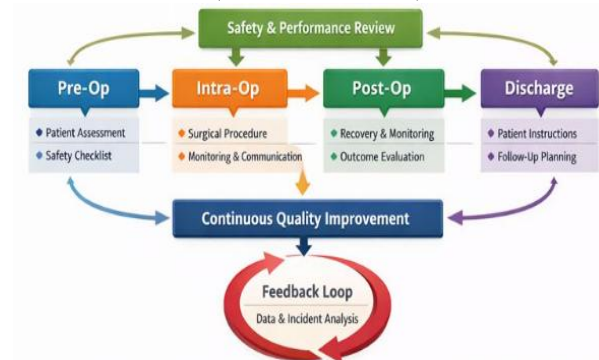 Safety & Performance Review
Pre-Op
Intra-Op
Post-Op
Discharge
Patient Assessment
Safety Checklist
Surgical Procedure
Monitoring & Communication
Recovery & Monitoring
Outcome Evaluation
Patient Instructions
Follow-Up Planning
Continuous Quality Improvement
Feedback Loop
Data & Incident Analysis